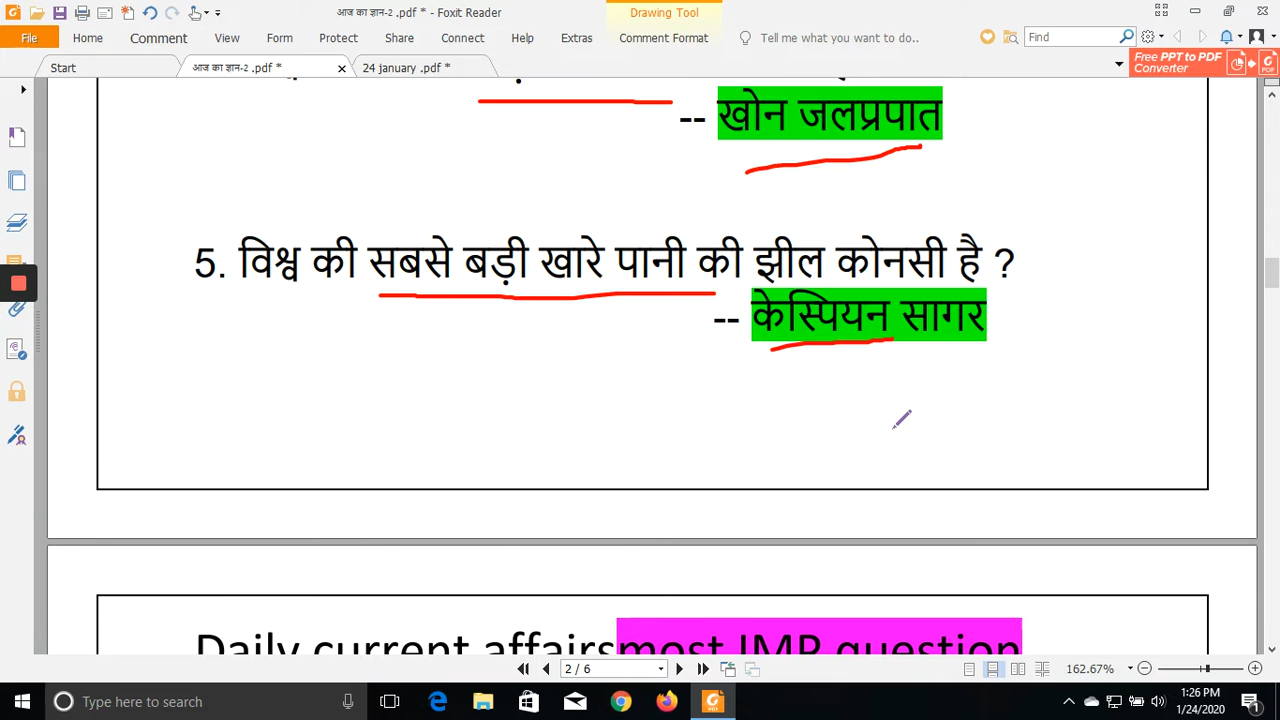 आज का ज्ञान-2 .pdf * - Foxit Reader
Drawing Tool
File Home Comment View Form Protect Share Connect Help Extras Comment Format Tell me what you want to do.. Find
Start आज का ज्ञान-2 .pdf * 24 january .pdf *
Free PPT to PDF
Converter
-- खोन जलप्रपात
5. विश्व की सबसे बड़ी खारे पानी की झील कोनसी है ?
-- केस्पियन सागर
Daily current affairsmost IMP question
2 / 6
162.67%
Type here to search
1:26 PM
1/24/2020